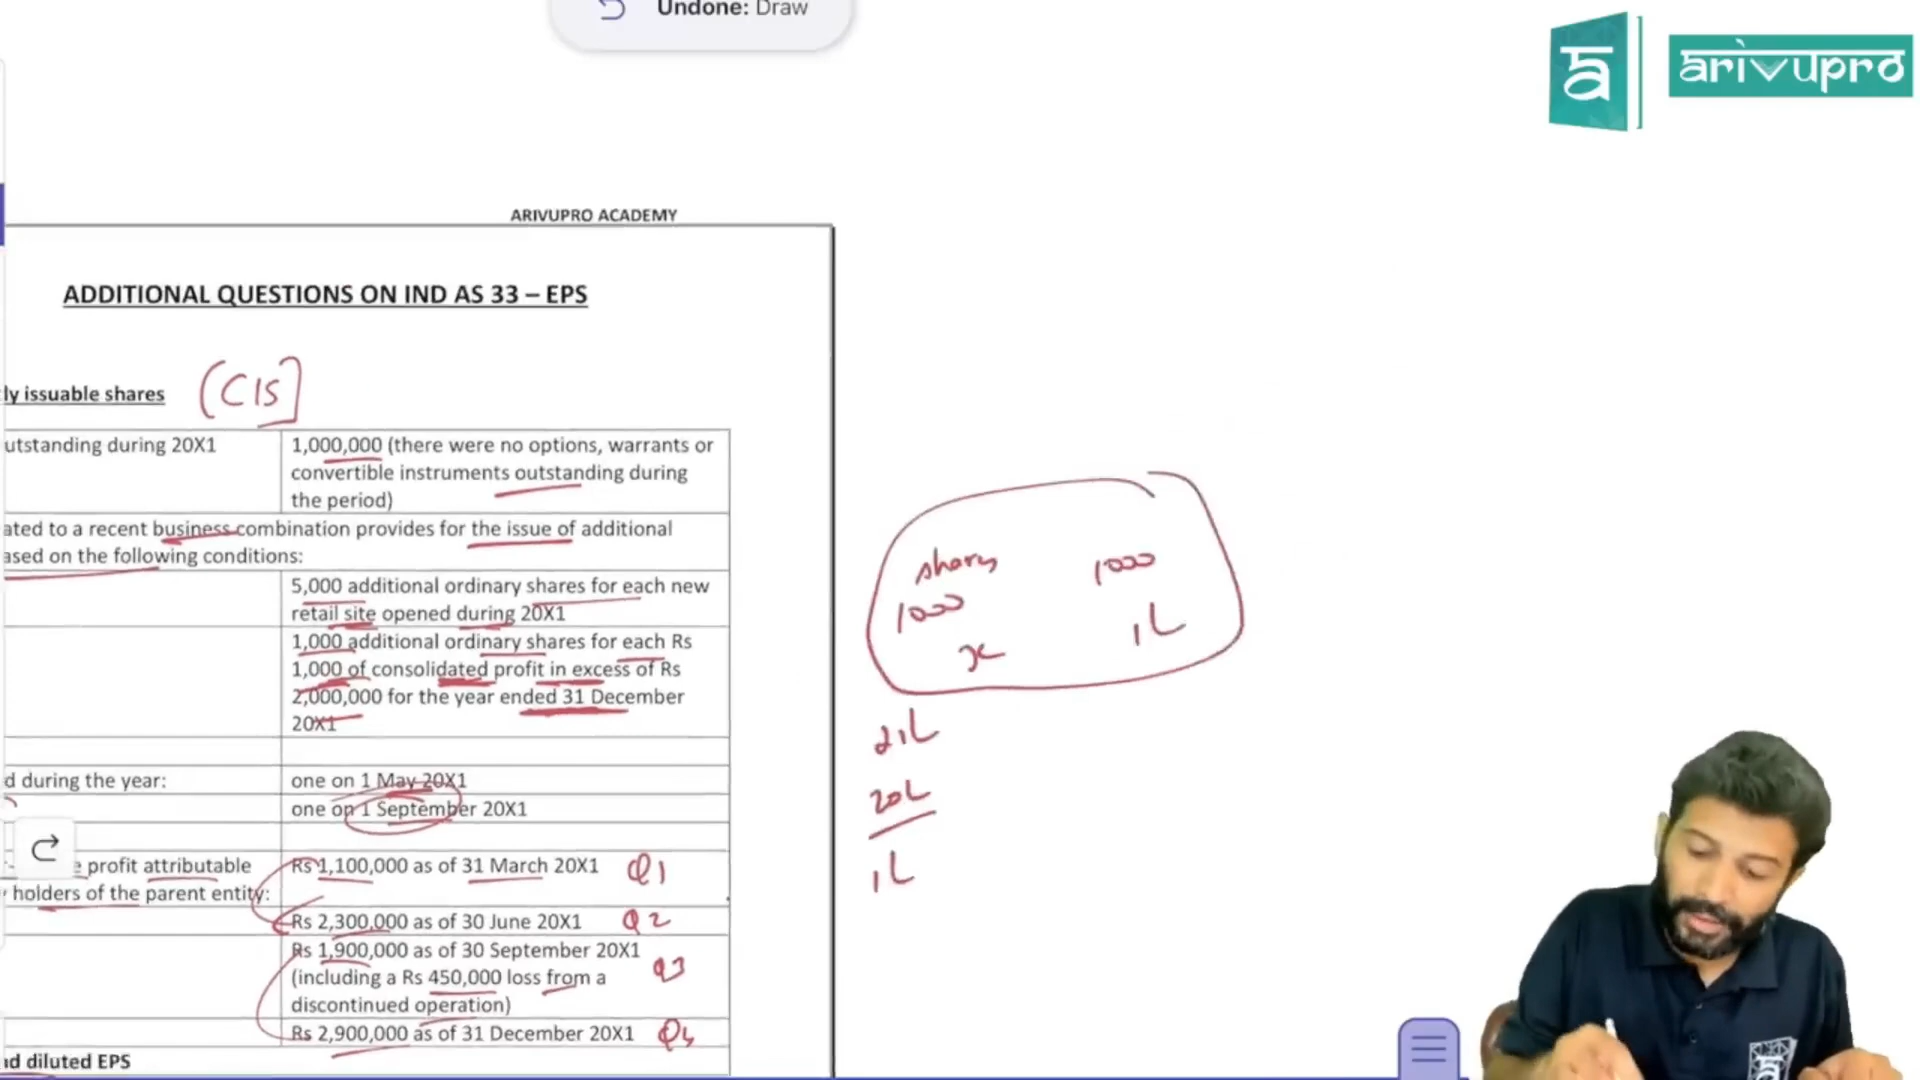 Undone: Draw
ā
arivupro
ARIVUPRO ACADEMY
ADDITIONAL QUESTIONS ON IND AS 33 – EPS
ly issuable shares
(CIS]
utstanding during 20X1
1,000,000 (there were no options, warrants or
convertible instruments outstanding during
the period)
ated to a recent business combination provides for the issue of additional
ased on the following conditions:
5,000 additional ordinary shares for each new
retail site opened during 20X1
1,000 additional ordinary shares for each Rs
1,000 of consolidated profit in excess of Rs
2,000,000 for the year ended 31 December
20X1
d during the year:
one on 1 May 20X1
one on 1 September 20X1
e profit attributable
holders of the parent entity:
Rs 1,100,000 as of 31 March 20X1 Q1
Rs 2,300,000 as of 30 June 20X1 Q2
Rs 1,900,000 as of 30 September 20X1
(including a Rs 450,000 loss from a
discontinued operation)
Q3
Rs 2,900,000 as of 31 December 20X1 Q4
nd diluted EPS
shares 1000
1000
x 1L
21L
20L
1L